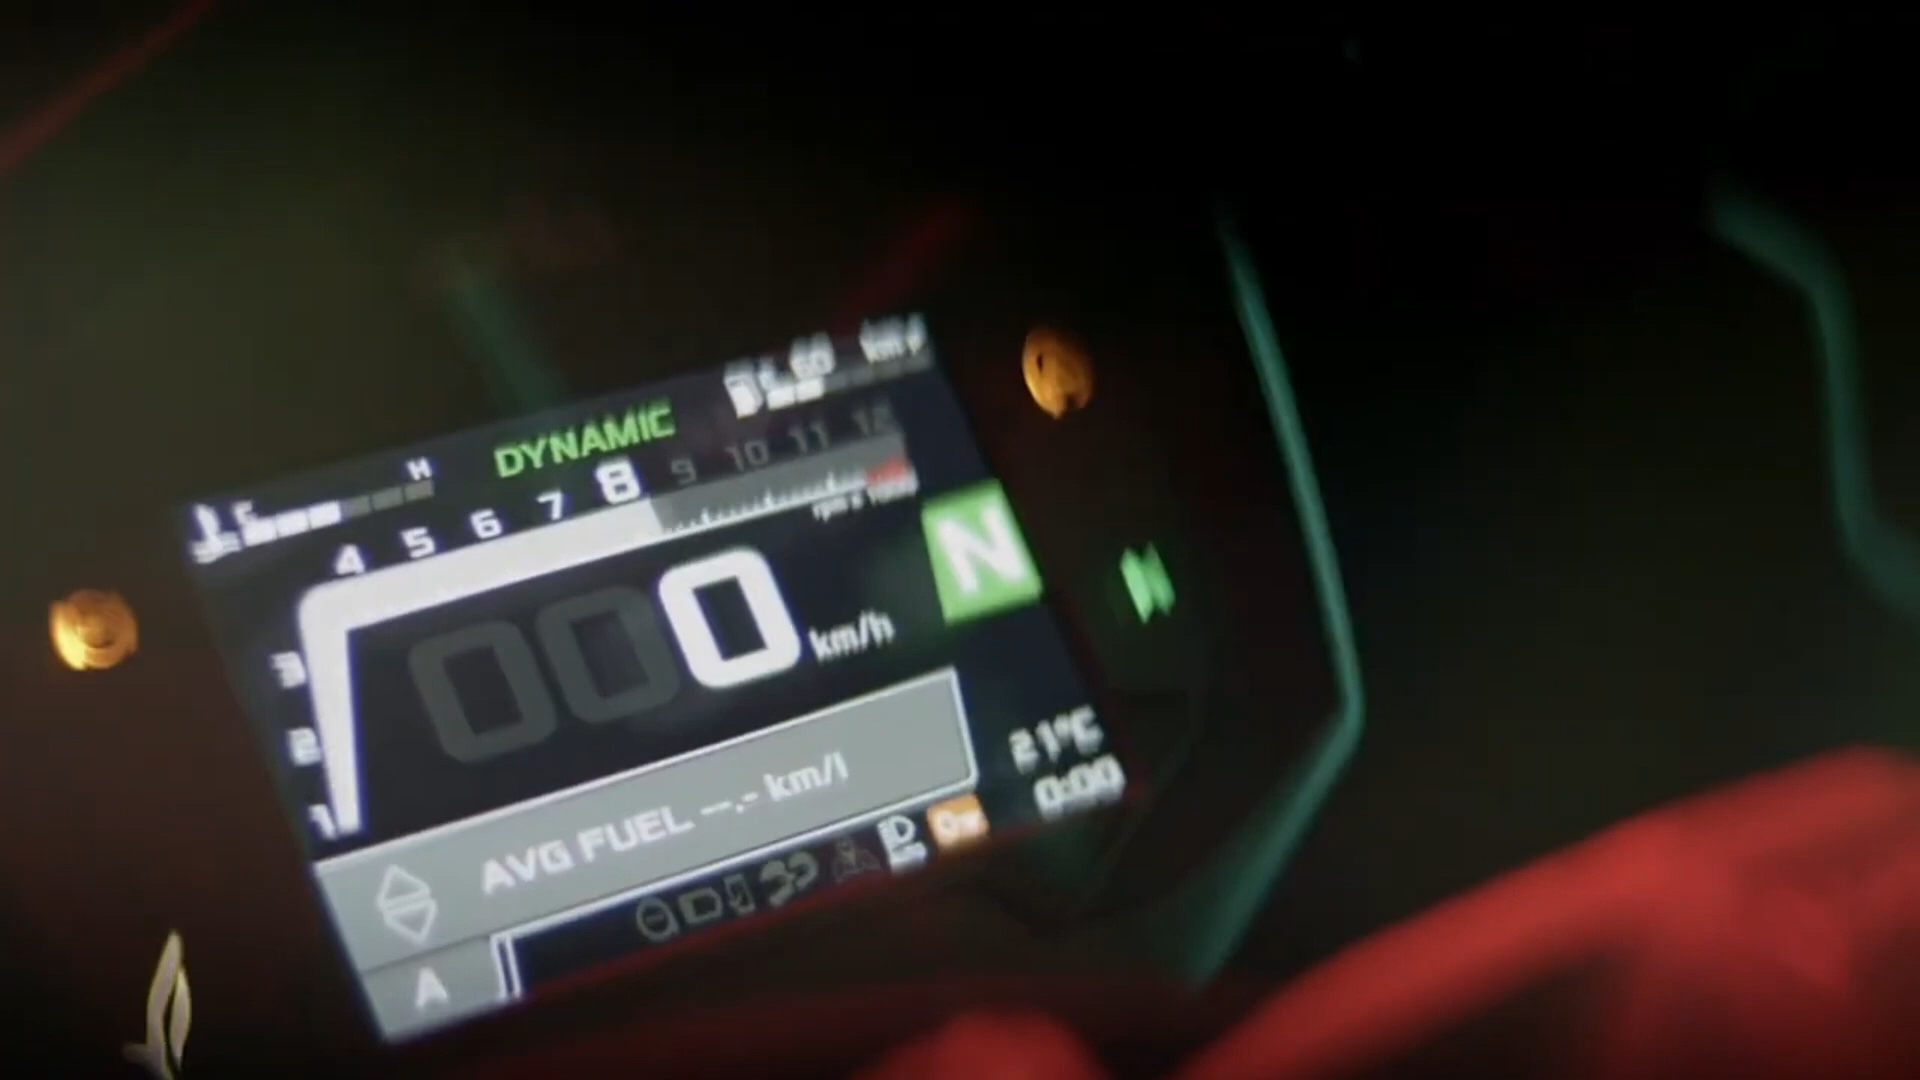 DYNAMIC
C H
1 2 3 4 5 6 7 8 9 10 11 12
N
000 km/h
AVG FUEL --.- km/l
21°C
0:00
A